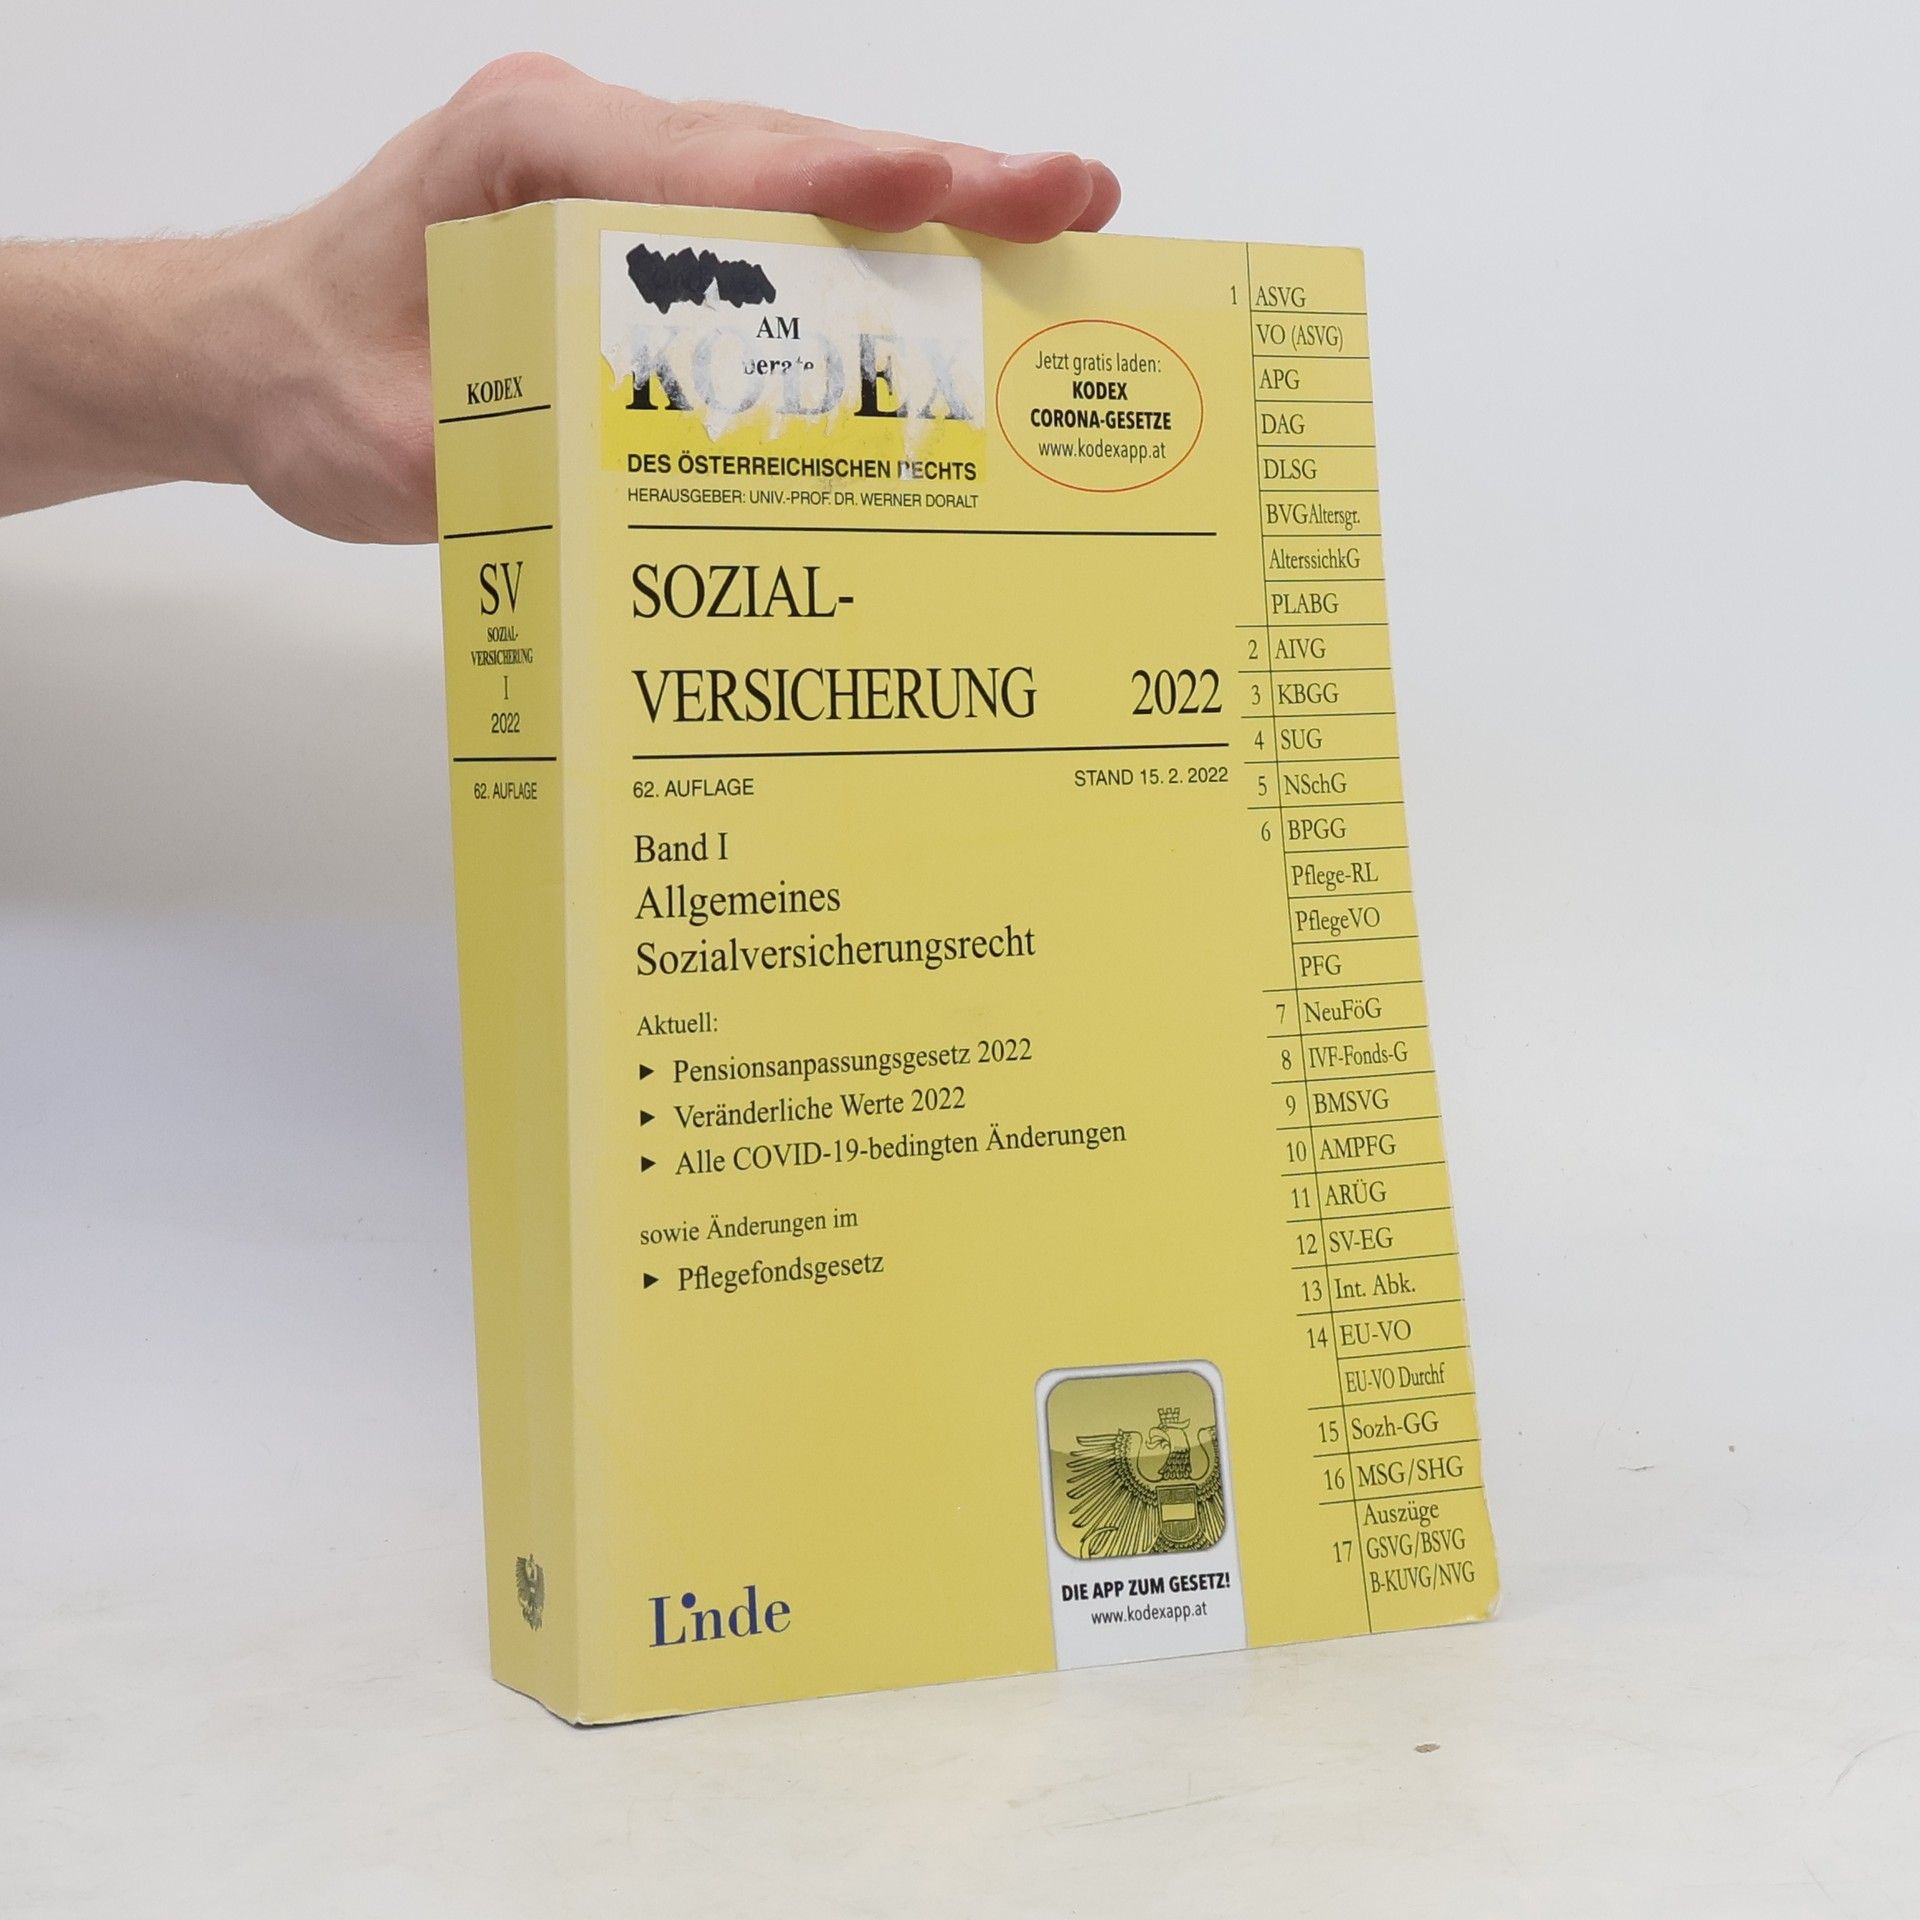 KODEX
SV
SOZIAL-
VERSICHERUNG
I
2022
62. AUFLAGE
AM
KODEX
DES ÖSTERREICHISCHEN RECHTS
HERAUSGEBER: UNIV.-PROF. DR. WERNER DORALT
Jetzt gratis laden:
KODEX
CORONA-GESETZE
www.kodexapp.at
SOZIAL-
VERSICHERUNG 2022
62. AUFLAGE STAND 15. 2. 2022
Band I
Allgemeines
Sozialversicherungsrecht
Aktuell:
► Pensionsanpassungsgesetz 2022
► Veränderliche Werte 2022
► Alle COVID-19-bedingten Änderungen
sowie Änderungen im
► Pflegefondsgesetz
Linde
DIE APP ZUM GESETZ!
www.kodexapp.at
1 ASVG
VO (ASVG)
APG
DAG
DLSG
BVGAltersgr.
AlterssichkG
PLABG
2 AIVG
3 KBGG
4 SUG
5 NSchG
6 BPGG
Pflege-RL
PflegeVO
PFG
7 NeuFöG
8 IVF-Fonds-G
9 BMSVG
10 AMPFG
11 ARÜG
12 SV-EG
13 Int. Abk.
14 EU-VO
EU-VO Durchf
15 Sozh-GG
16 MSG/SHG
Auszüge
17 GSVG/BSVG
B-KUVG/NVG